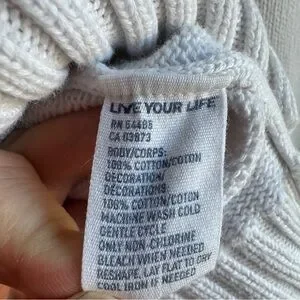 LIVE YOUR LIFE
RN 54485
CA 03873
BODY/CORPS:
100% COTTON/COTON
DECORATION/
DECORATIONS:
100% COTTON/COTON
MACHINE WASH COLD
GENTLE CYCLE
ONLY NON-CHLORINE
BLEACH WHEN NEEDED
RESHAPE, LAY FLAT TO DRY
COOL IRON IF NEEDED